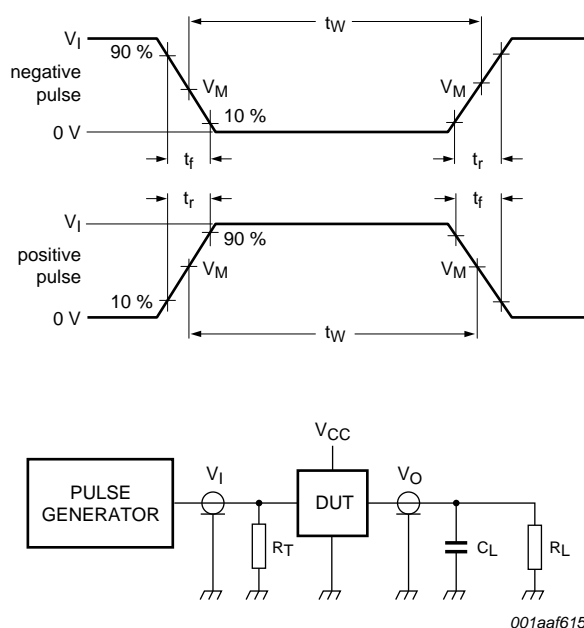 VI
tW
90 %
negative
pulse
VM
VM
10 %
0 V
tf
tr
tr
tf
VI
90 %
positive
pulse
VM
VM
10 %
0 V
tW
VCC
PULSE
GENERATOR
VI
DUT
VO
RT
CL
RL
001aaf615